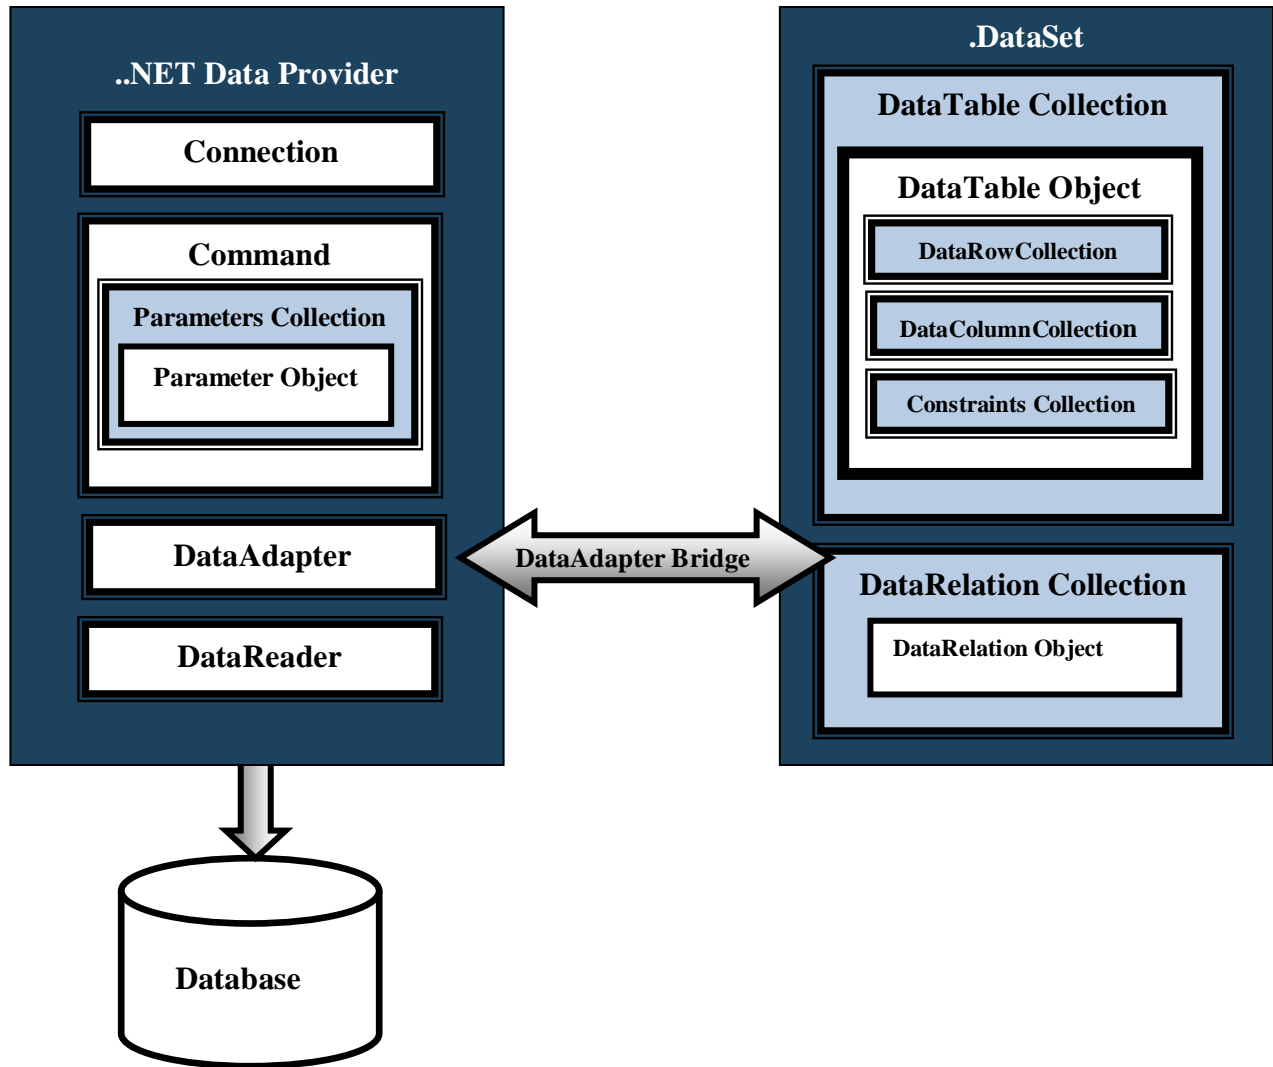 ..NET Data Provider
Connection
Command
Parameters Collection
Parameter Object
DataAdapter
DataReader
DataAdapter Bridge
.DataSet
DataTable Collection
DataTable Object
DataRowCollection
DataColumnCollection
Constraints Collection
DataRelation Collection
DataRelation Object
Database